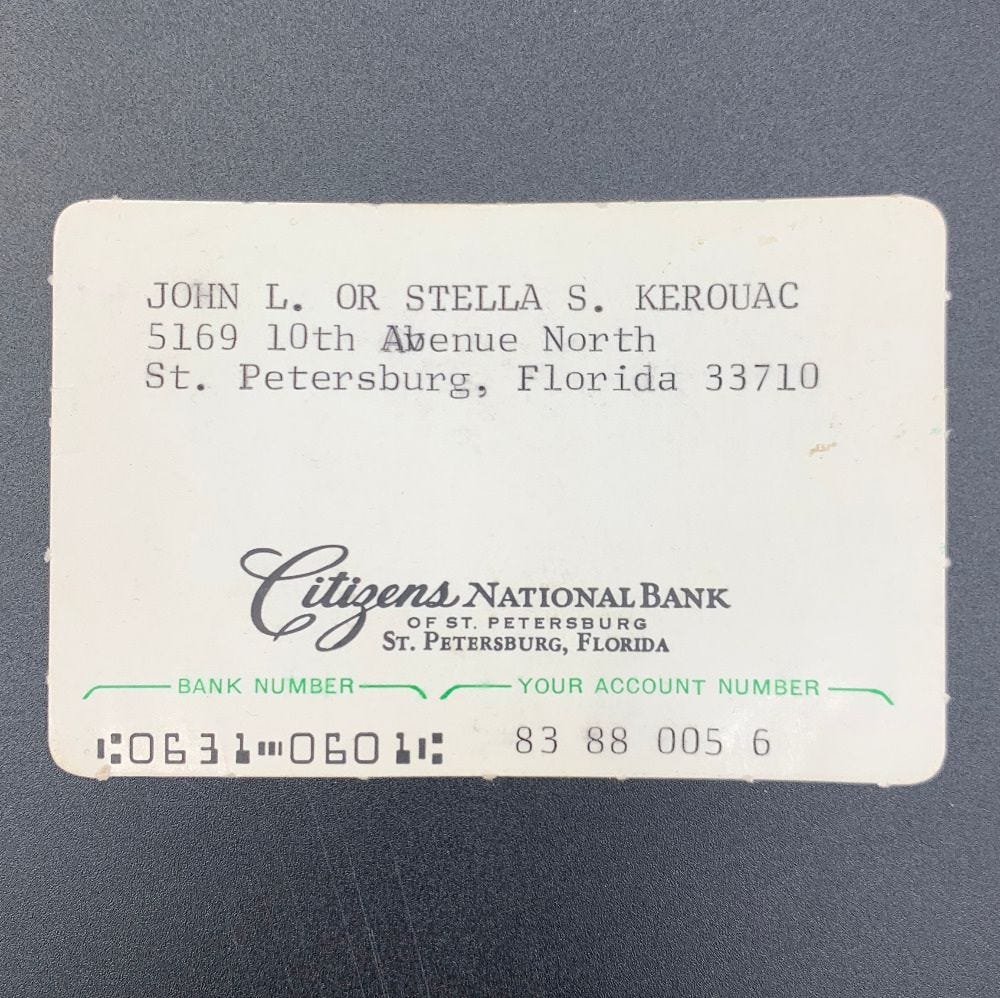 JOHN L. OR STELLA S. KEROUAC
5169 10th Avenue North
St. Petersburg, Florida 33710
Citizens NATIONAL BANK
OF ST. PETERSBURG
ST. PETERSBURG, FLORIDA
BANK NUMBER YOUR ACCOUNT NUMBER
⑆0631⑉0601⑆ 83 88 005 6